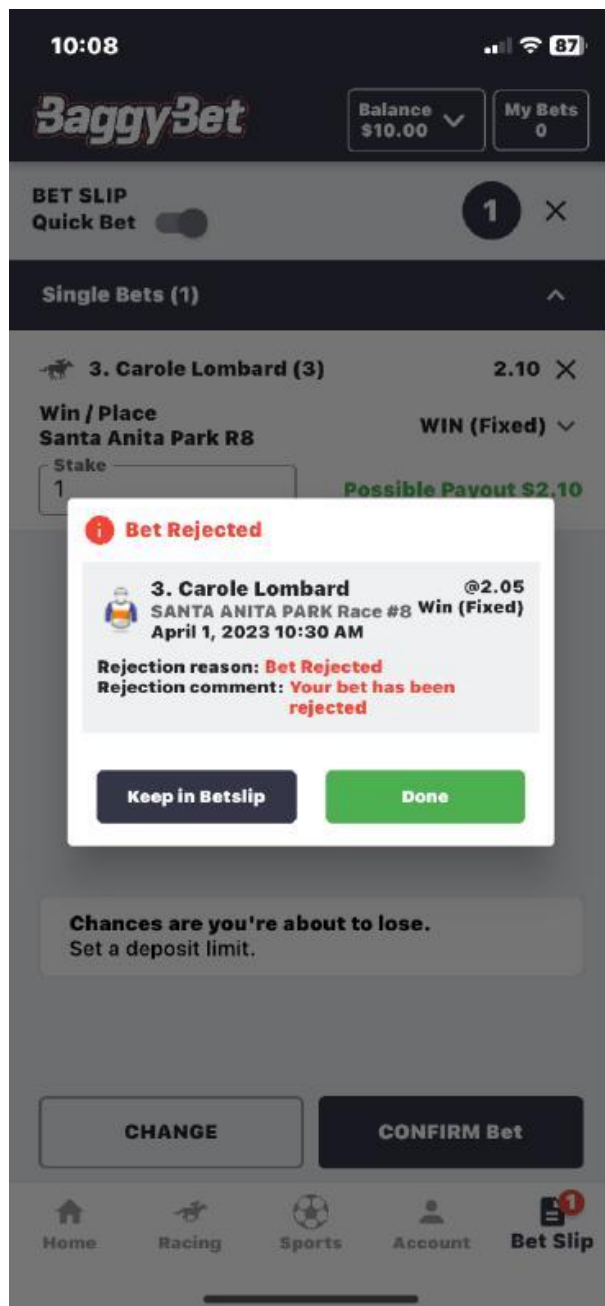 10:08
87
BaggyBet
Balance
$10.00
My Bets
0
BET SLIP
Quick Bet
1
Single Bets (1)
3. Carole Lombard (3)
2.10
Win / Place
Santa Anita Park R8
WIN (Fixed)
Stake
1
Possible Payout $2.10
Bet Rejected
3. Carole Lombard
@2.05
SANTA ANITA PARK Race #8
Win (Fixed)
April 1, 2023 10:30 AM
Rejection reason: Bet Rejected
Rejection comment: Your bet has been
rejected
Keep in Betslip
Done
Chances are you're about to lose.
Set a deposit limit.
CHANGE
CONFIRM Bet
1
Home
Racing
Sports
Account
Bet Slip